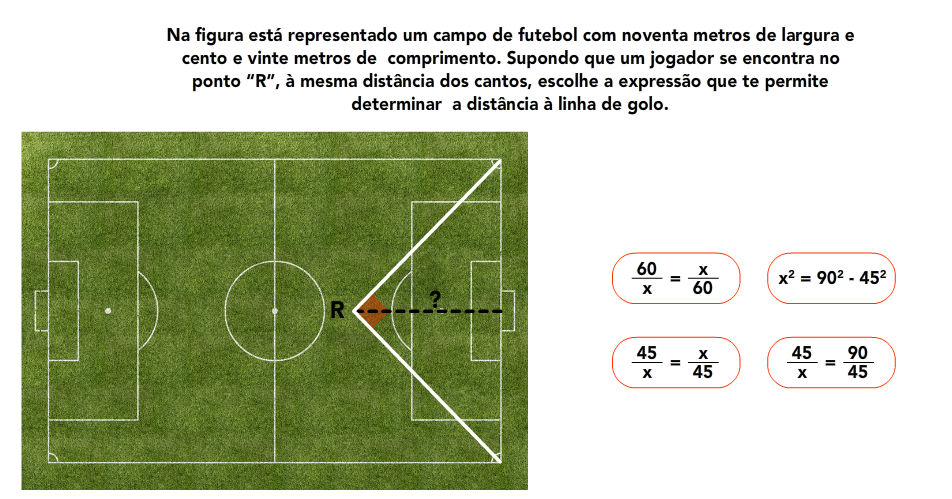 Na figura está representado um campo de futebol com noventa metros de largura e
cento e vinte metros de comprimento. Supondo que um jogador se encontra no
ponto “R”, à mesma distância dos cantos, escolhe a expressão que te permite
determinar a distância à linha de golo.
?
R
60/x = x/60
x² = 90² - 45²
45/x = x/45
45/x = 90/45